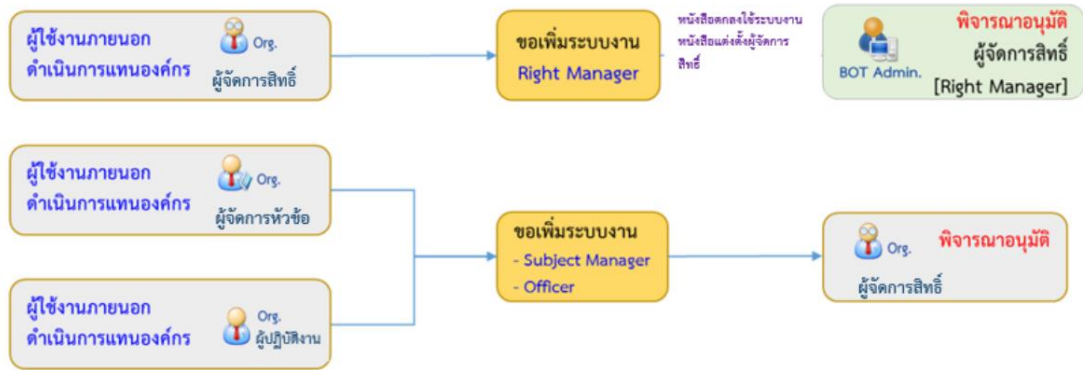 ผู้ใช้งานภายนอก
ดำเนินการแทนองค์กร
Org.
ผู้จัดการสิทธิ์
ขอเพิ่มระบบงาน
Right Manager
หนังสือตกลงใช้ระบบงาน
หนังสือแต่งตั้งผู้จัดการ
สิทธิ์
BOT Admin.
พิจารณาอนุมัติ
ผู้จัดการสิทธิ์
[Right Manager]
ผู้ใช้งานภายนอก
ดำเนินการแทนองค์กร
Org.
ผู้จัดการหัวข้อ
ผู้ใช้งานภายนอก
ดำเนินการแทนองค์กร
Org.
ผู้ปฏิบัติงาน
ขอเพิ่มระบบงาน
- Subject Manager
- Officer
Org.
พิจารณาอนุมัติ
ผู้จัดการสิทธิ์